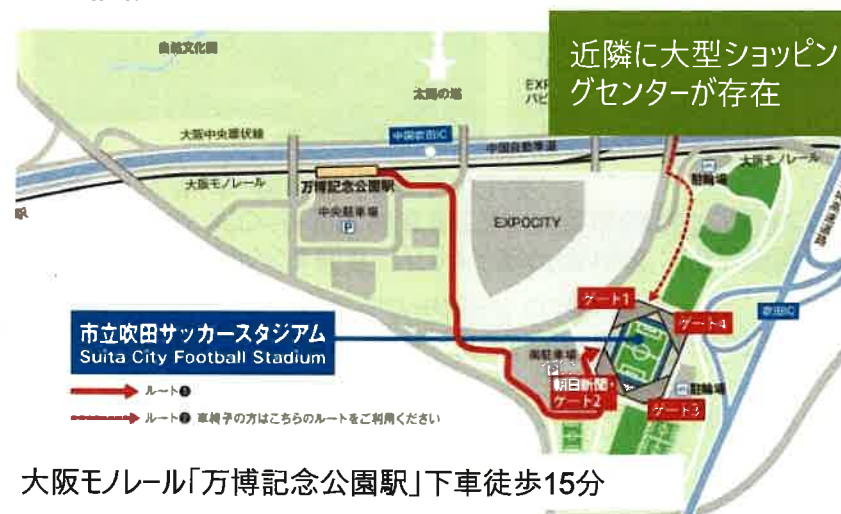 近隣に大型ショッピン
グセンターが存在
自然文化園
太陽の塔
大阪中央環状線
中国吹田IC
中国自動車道
大阪モノレール
大阪モノレール
万博記念公園駅
中央駐車場
P
EXPOCITY
駐輪場
ゲート1
ゲート4
吹田IC
市立吹田サッカースタジアム
Suita City Football Stadium
南駐車場
P
朝日新聞・
ゲート2
ゲート3
駐輪場
ルート❶
ルート❷ 車椅子の方はこちらのルートをご利用ください
大阪モノレール「万博記念公園駅」下車徒歩15分